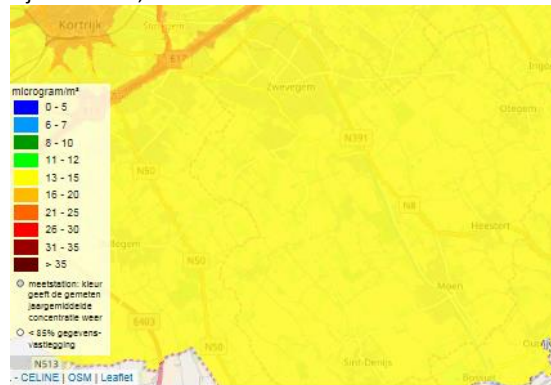 Kortrijk
E17
Zwevegem
Otegem
microgram/m³
0 - 5
6 - 7
8 - 10
11 - 12
13 - 15
16 - 20
21 - 25
26 - 30
31 - 35
> 35
meetstation: kleur
geeft de gemeten
jaargemiddelde
concentratie weer
< 85% gegevens-
vastlegging
N391
N50
N8
Heestert
N50
Moen
E403
N50
N513
Sint-Denijs
Bossuit
- CELINE | OSM | Leaflet